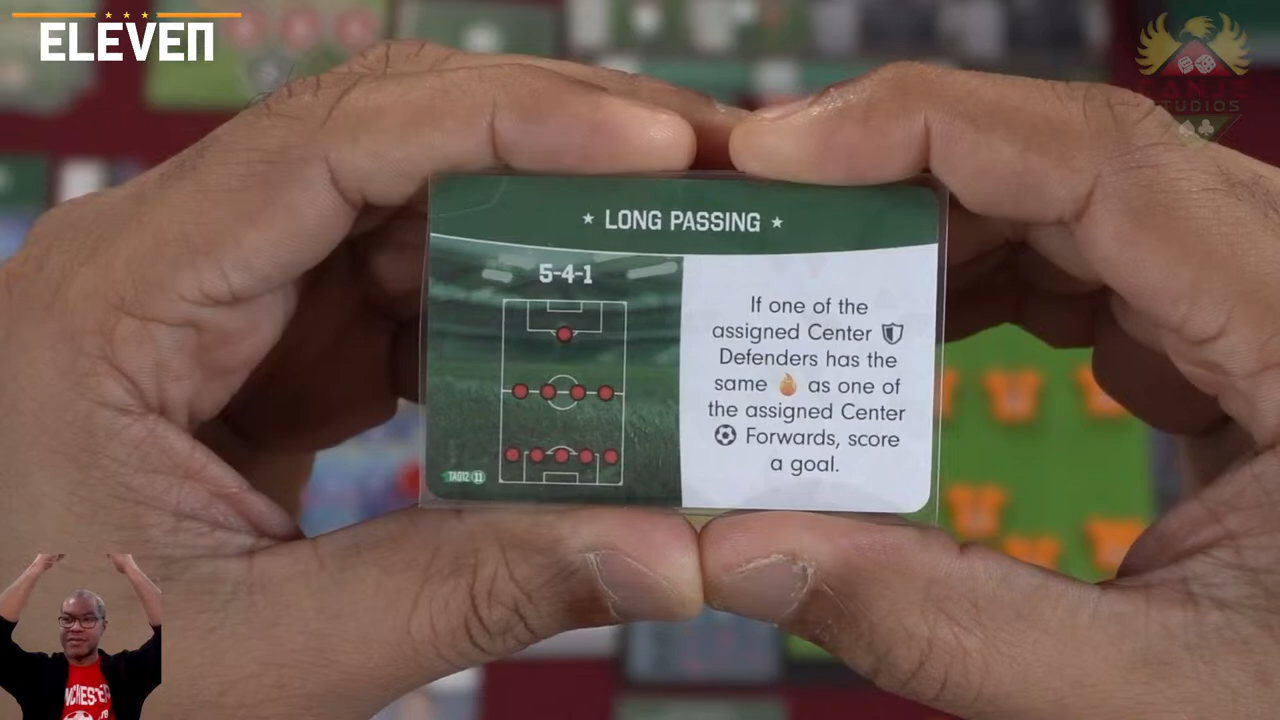 ELEVEN
STUDIOS
LONG PASSING
5-4-1
If one of the
assigned Center
Defenders has the
same as one of
the assigned Center
Forwards, score
a goal.
TA012 11